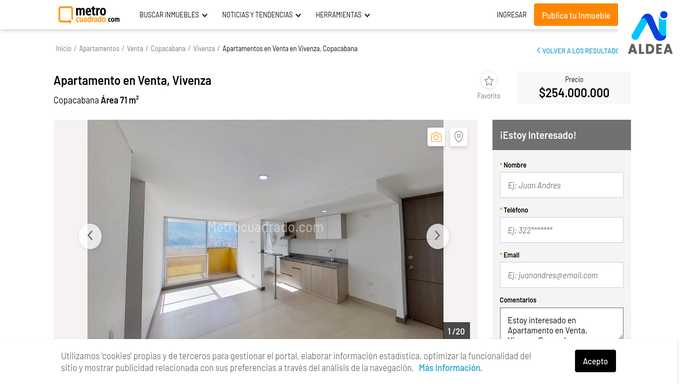 metro
cuadrado.com
BUSCAR INMUEBLES
NOTICIAS Y TENDENCIAS
HERRAMIENTAS
INGRESAR
Publica tu Inmueble
ALDEA
Inicio / Apartamentos / Venta / Copacabana / Vivenza / Apartamentos en Venta en Vivenza, Copacabana
VOLVER A LOS RESULTADO
Apartamento en Venta, Vivenza
Copacabana Área 71 m²
Favorito
Precio
$254.000.000
Metrocuadrado.com
1 / 20
¡Estoy Interesado!
* Nombre
Ej: Juan Andres
* Teléfono
Ej: 322*******
* Email
Ej: juanandres@email.com
Comentarios
Estoy interesado en
Apartamento en Venta,
Utilizamos 'cookies' propias y de terceros para gestionar el portal, elaborar información estadística, optimizar la funcionalidad del
sitio y mostrar publicidad relacionada con sus preferencias a través del análisis de la navegación. Más información.
Acepto